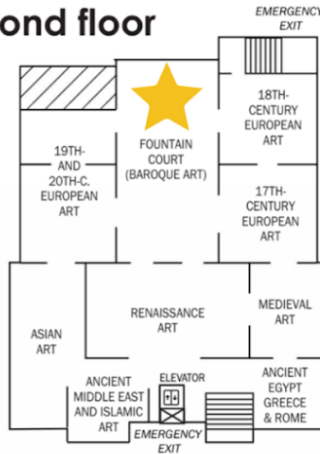 ond floor
EMERGENCY
EXIT
18TH-
CENTURY
EUROPEAN
ART
FOUNTAIN
COURT
(BAROQUE ART)
19TH-
AND
20TH-C.
EUROPEAN
ART
17TH-
CENTURY
EUROPEAN
ART
RENAISSANCE
ART
MEDIEVAL
ART
ASIAN
ART
ANCIENT
MIDDLE EAST
AND ISLAMIC
ART
ELEVATOR
ANCIENT
EGYPT
GREECE
& ROME
EMERGENCY
EXIT